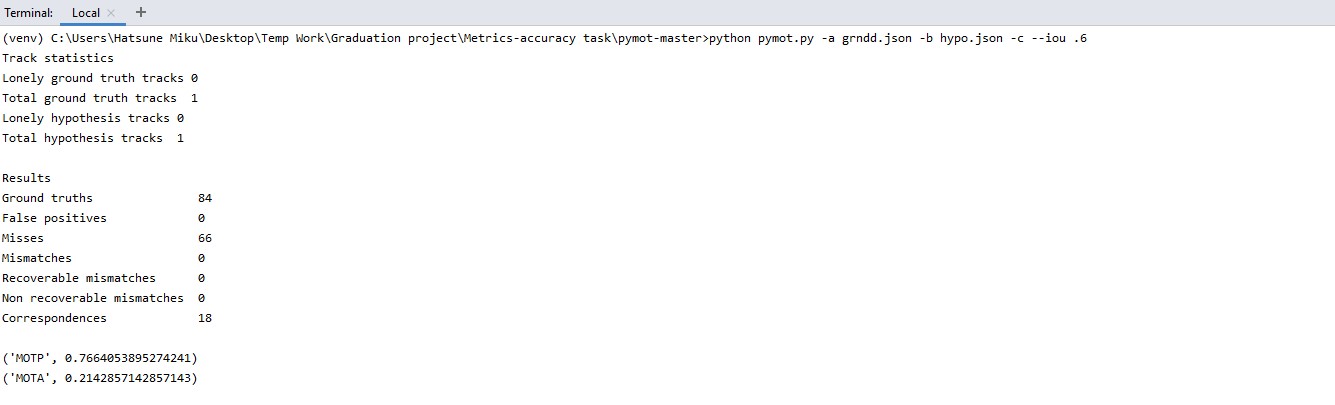 Terminal: Local × +
(venv) C:\Users\Hatsune Miku\Desktop\Temp Work\Graduation project\Metrics-accuracy task\pymot-master>python pymot.py -a grndd.json -b hypo.json -c --iou .6
Track statistics
Lonely ground truth tracks 0
Total ground truth tracks  1
Lonely hypothesis tracks 0
Total hypothesis tracks  1
Results
Ground truths              84
False positives            0
Misses                     66
Mismatches                 0
Recoverable mismatches     0
Non recoverable mismatches 0
Correspondences            18
('MOTP', 0.7664053895274241)
('MOTA', 0.2142857142857143)